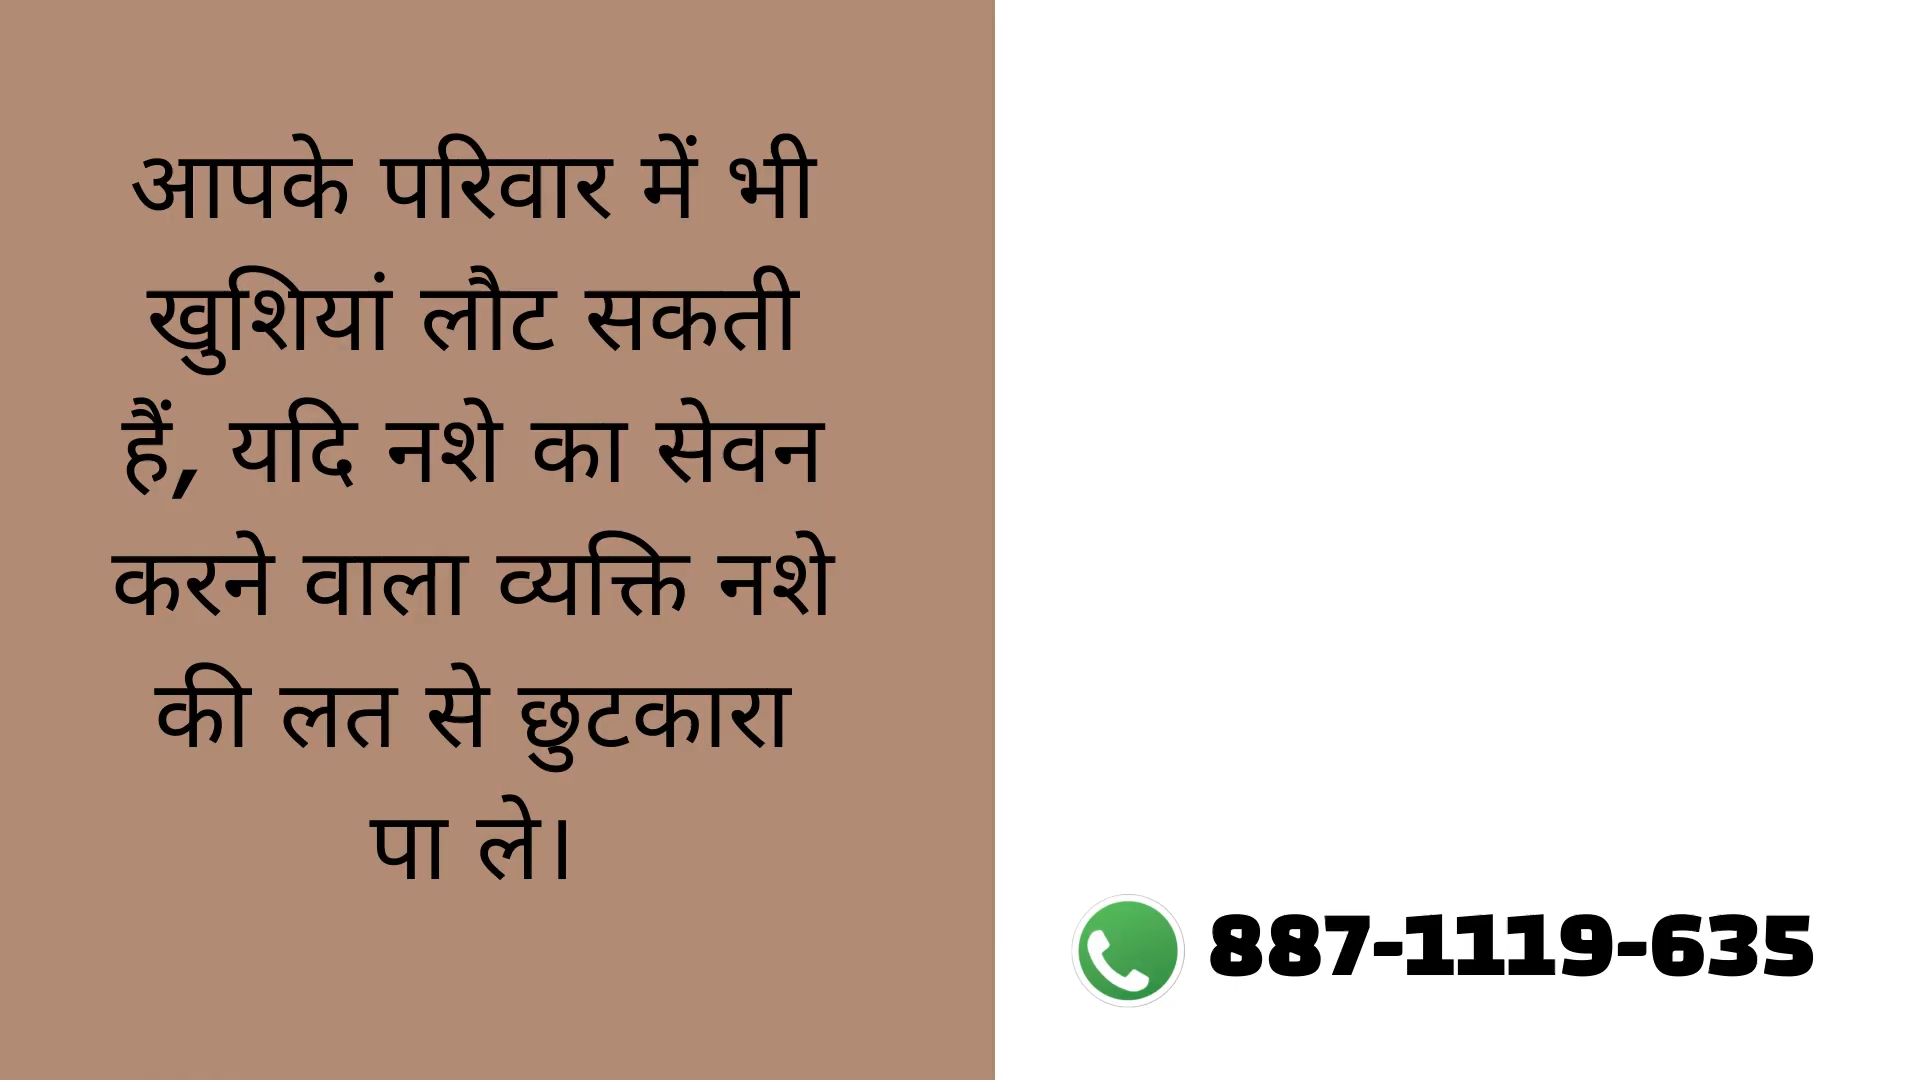 आपके परिवार में भी
खुशियां लौट सकती
हैं, यदि नशे का सेवन
करने वाला व्यक्ति नशे
की लत से छुटकारा
पा ले।
887-1119-635